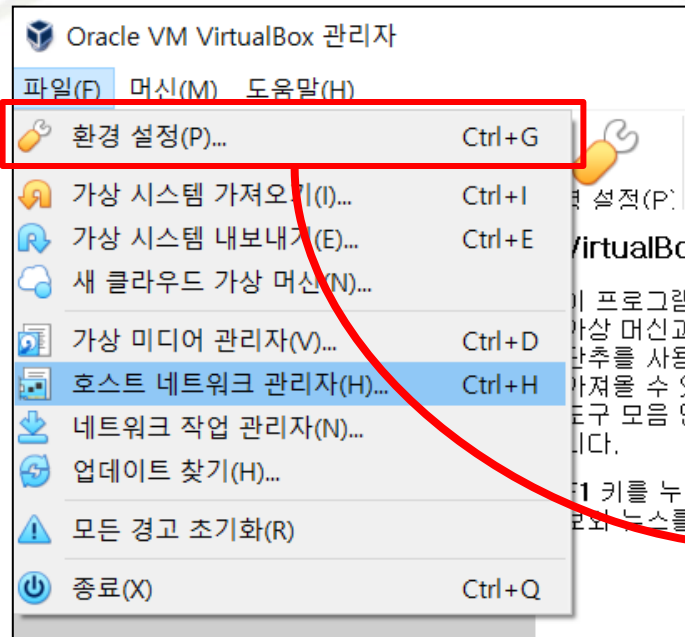 Oracle VM VirtualBox 관리자
파일(F) 머신(M) 도움말(H)
환경 설정(P)... Ctrl+G
가상 시스템 가져오기(I)... Ctrl+I
설정(P)
가상 시스템 내보내기(E)... Ctrl+E
새 클라우드 가상 머신(N)...
이 프로그램
가상 미디어 관리자(V)... Ctrl+D
가상 머신과
단추를 사용
호스트 네트워크 관리자(H)... Ctrl+H
가져올 수
도구 모음
네트워크 작업 관리자(N)...
니다.
업데이트 찾기(H)...
F1 키를 누
모든 경고 초기화(R)
뉴스를
종료(X) Ctrl+Q